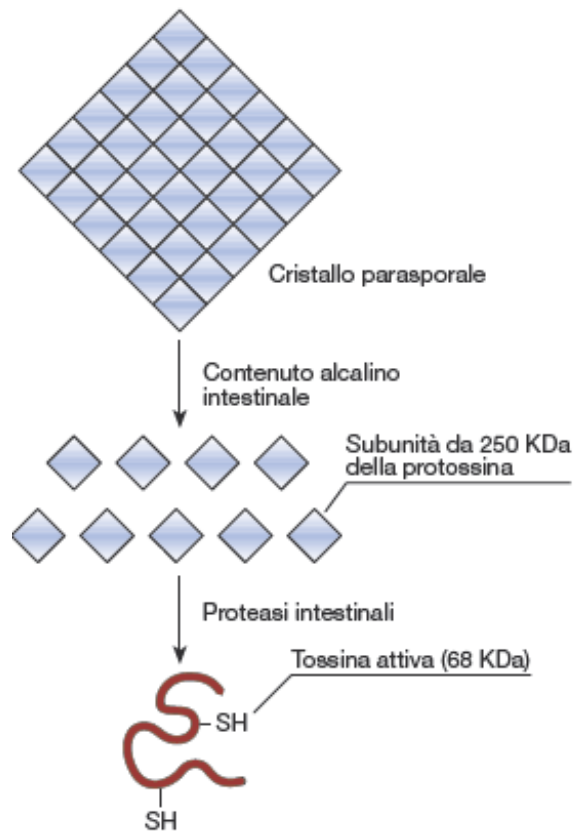 Cristallo parasporale
Contenuto alcalino
intestinale
Subunità da 250 KDa
della protossina
Proteasi intestinali
Tossina attiva (68 KDa)
SH
SH